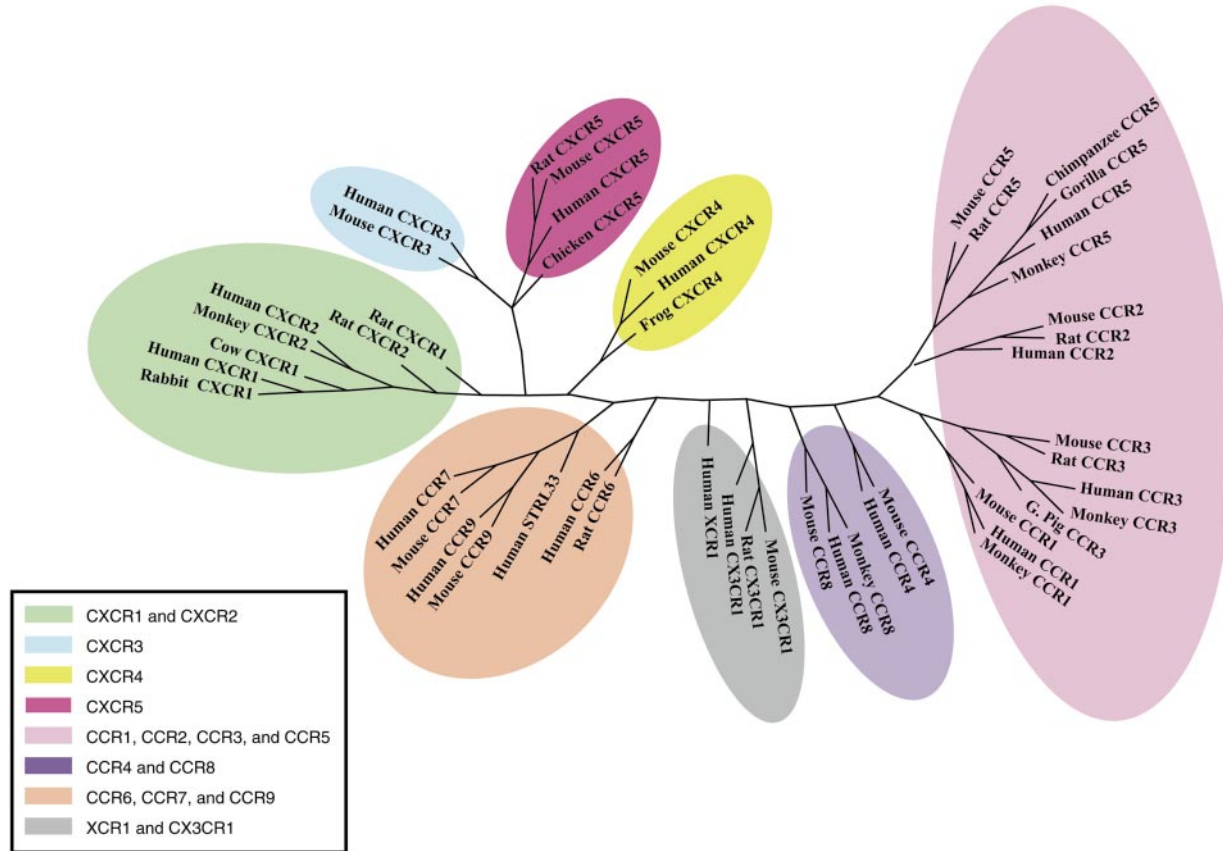 Rat CXCR5
Mouse CXCR5
Human CXCR5
Chicken CXCR5
Human CXCR3
Mouse CXCR3
Mouse CXCR4
Human CXCR4
Frog CXCR4
Human CXCR2
Monkey CXCR2
Rat CXCR1
Rat CXCR2
Cow CXCR1
Human CXCR1
Rabbit CXCR1
Mouse CCR5
Rat CCR5
Chimpanzee CCR5
Gorilla CCR5
Human CCR5
Monkey CCR5
Mouse CCR2
Rat CCR2
Human CCR2
Mouse CCR3
Rat CCR3
Human CCR3
Monkey CCR3
G. Pig CCR3
Mouse CCR1
Human CCR1
Monkey CCR1
Human CCR7
Mouse CCR7
Human CCR9
Mouse CCR9
Human STRL33
Human CCR6
Rat CCR6
Human XCR1
Human CX3CR1
Rat CX3CR1
Mouse CX3CR1
Mouse CCR8
Human CCR8
Monkey CCR8
Human CCR4
Mouse CCR4
CXCR1 and CXCR2
CXCR3
CXCR4
CXCR5
CCR1, CCR2, CCR3, and CCR5
CCR4 and CCR8
CCR6, CCR7, and CCR9
XCR1 and CX3CR1